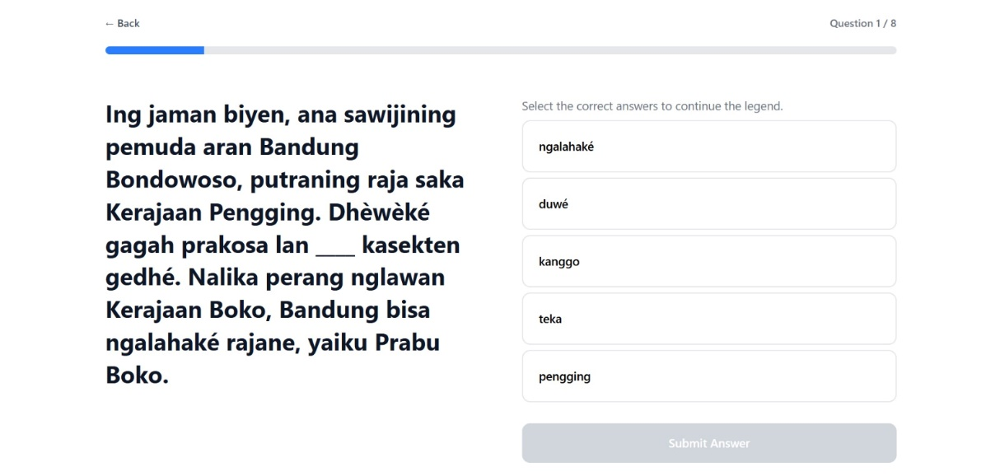 ← Back
Question 1 / 8
Ing jaman biyen, ana sawijining
pemuda aran Bandung
Bondowoso, putraning raja saka
Kerajaan Pengging. Dhèwèké
gagah prakosa lan ____ kasekten
gedhé. Nalika perang nglawan
Kerajaan Boko, Bandung bisa
ngalahaké rajane, yaiku Prabu
Boko.
Select the correct answers to continue the legend.
ngalahaké
duwé
kanggo
teka
pengging
Submit Answer